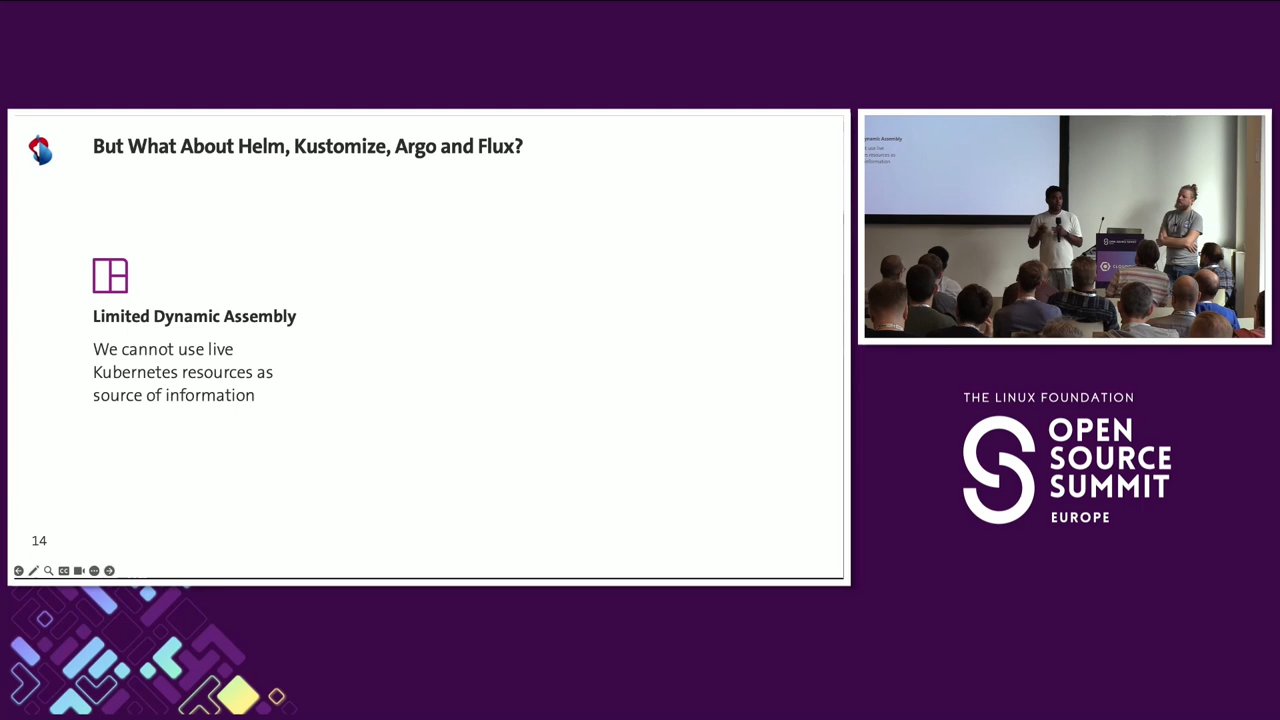 But What About Helm, Kustomize, Argo and Flux?
Limited Dynamic Assembly
We cannot use live
Kubernetes resources as
source of information
14
THE LINUX FOUNDATION
OPEN
SOURCE
SUMMIT
EUROPE